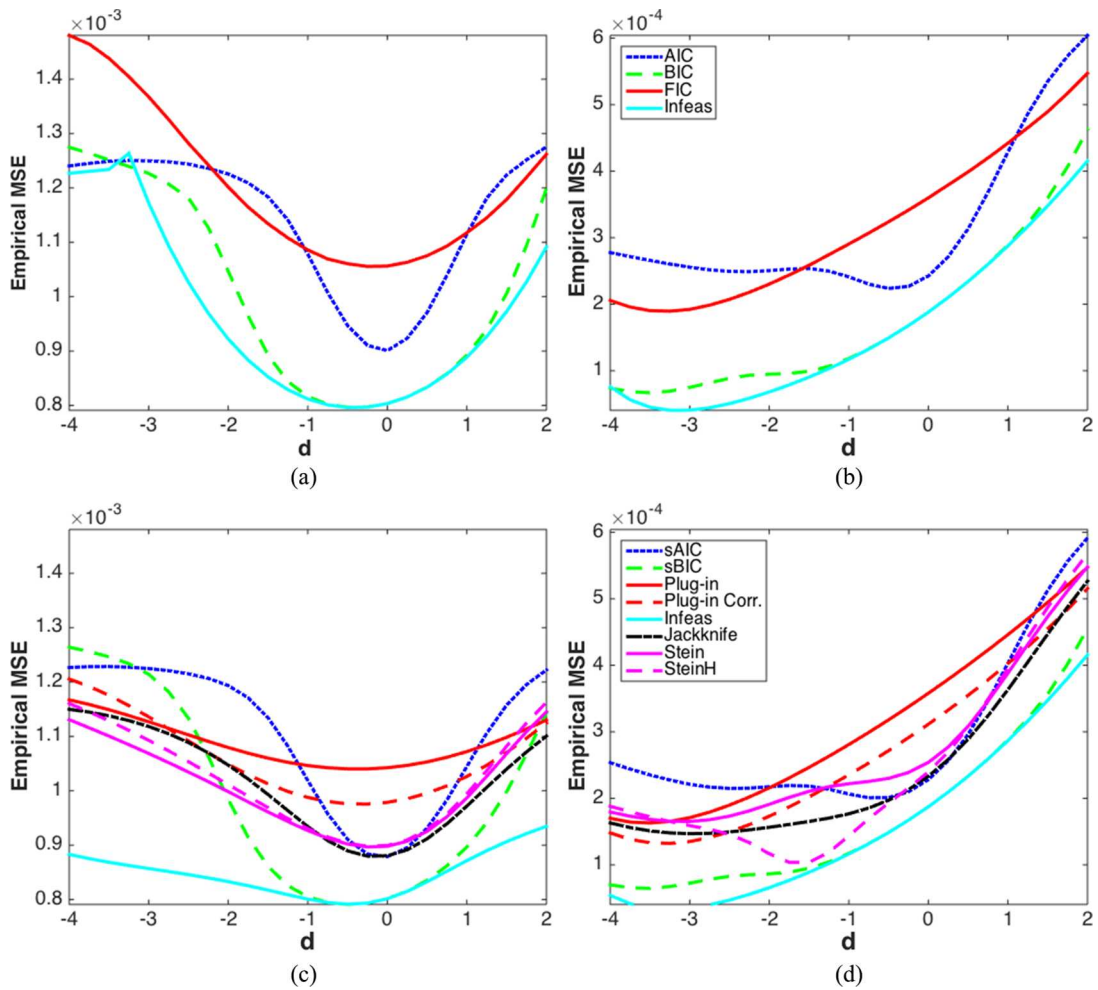 ×10⁻³
1.4
1.3
1.2
1.1
1
0.9
0.8
Empirical MSE
-4 -3 -2 -1 0 1 2
d
(a)
×10⁻⁴
6
5
4
3
2
1
Empirical MSE
AIC
BIC
FIC
Infeas
-4 -3 -2 -1 0 1 2
d
(b)
×10⁻³
1.4
1.3
1.2
1.1
1
0.9
0.8
Empirical MSE
-4 -3 -2 -1 0 1 2
d
(c)
×10⁻⁴
6
5
4
3
2
1
Empirical MSE
sAIC
sBIC
Plug-in
Plug-in Corr.
Infeas
Jackknife
Stein
SteinH
-4 -3 -2 -1 0 1 2
d
(d)